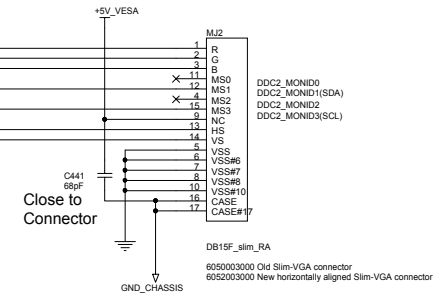 +5V_VESA
MJ2
1 R
2 G
3 B
11 MS0 DDC2_MONID0
12 MS1 DDC2_MONID1(SDA)
4 MS2 DDC2_MONID2
15 MS3 DDC2_MONID3(SCL)
9 NC
13 HS
14 VS
5 VSS
6 VSS#6
7 VSS#7
8 VSS#8
10 VSS#10
16 CASE
17 CASE#17
C441
68pF
Close to
Connector
DB15F_slim_RA
6050003000 Old Slim-VGA connector
6052003000 New horizontally aligned Slim-VGA connector
GND_CHASSIS